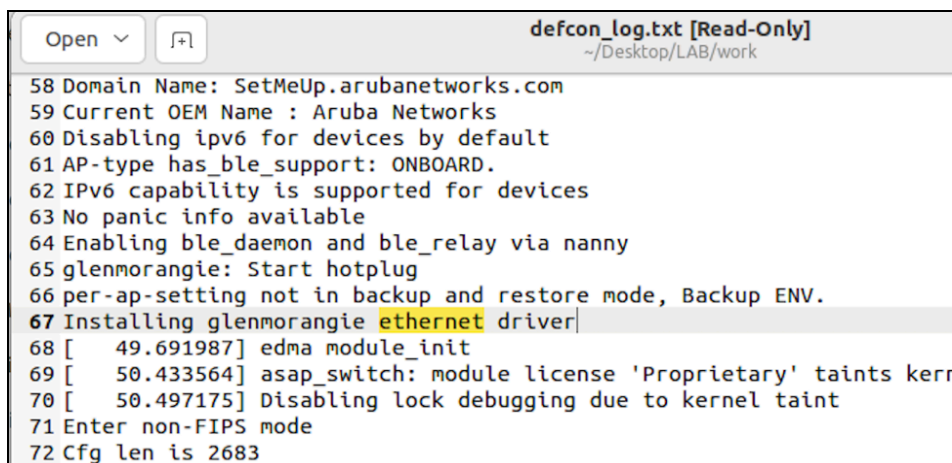 Open
defcon_log.txt [Read-Only]
~/Desktop/LAB/work
58 Domain Name: SetMeUp.arubanetworks.com
59 Current OEM Name : Aruba Networks
60 Disabling ipv6 for devices by default
61 AP-type has_ble_support: ONBOARD.
62 IPv6 capability is supported for devices
63 No panic info available
64 Enabling ble_daemon and ble_relay via nanny
65 glenmorangie: Start hotplug
66 per-ap-setting not in backup and restore mode, Backup ENV.
67 Installing glenmorangie ethernet driver
68 [   49.691987] edma module_init
69 [   50.433564] asap_switch: module license 'Proprietary' taints kerr
70 [   50.497175] Disabling lock debugging due to kernel taint
71 Enter non-FIPS mode
72 Cfg len is 2683